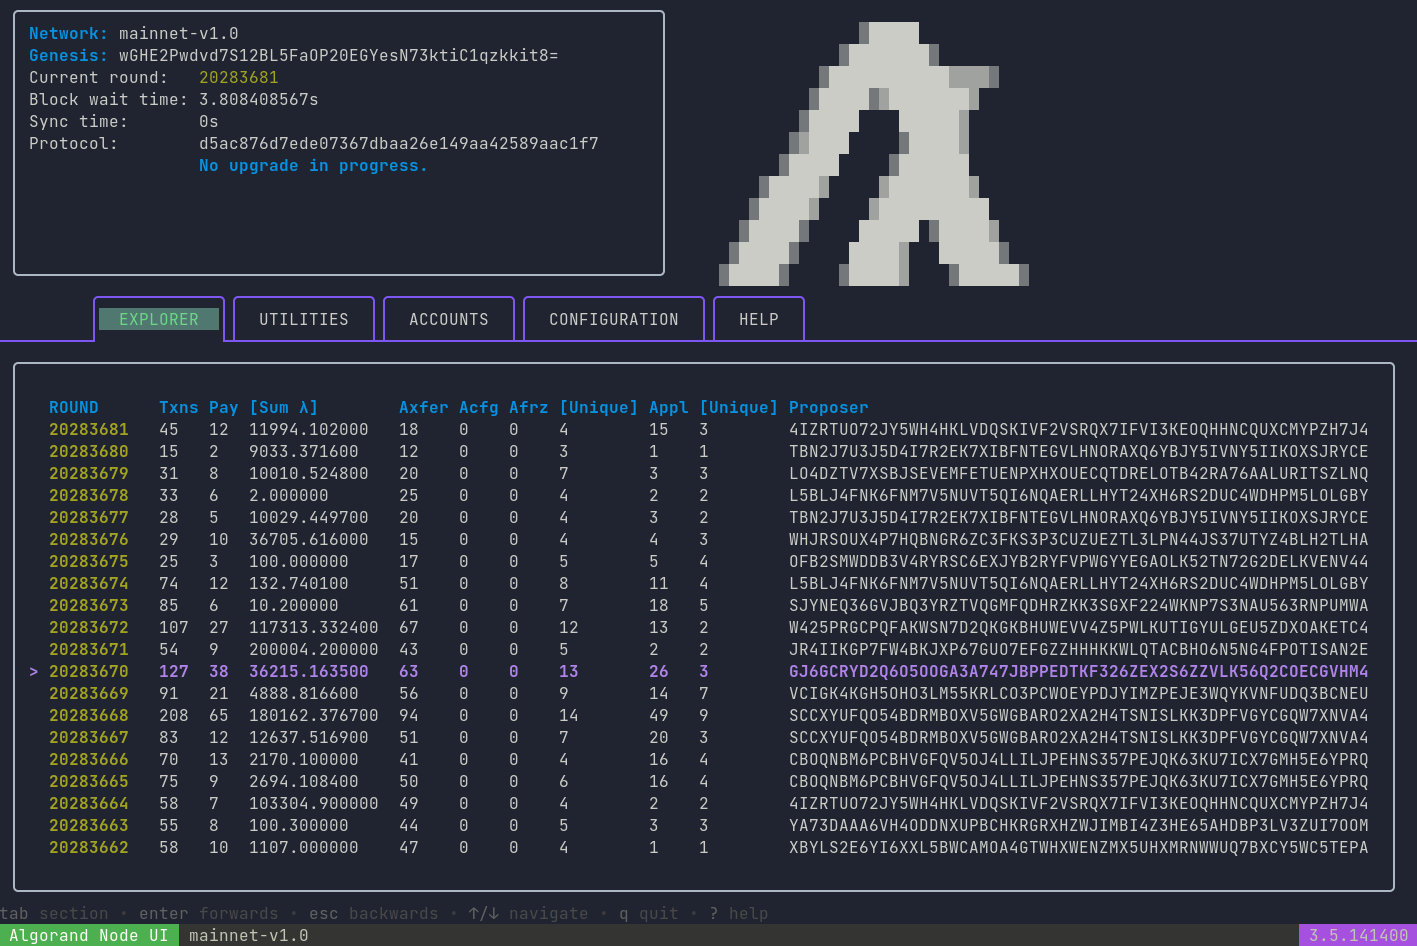 Network: mainnet-v1.0
Genesis: wGHE2Pwdvd7S12BL5FaOP20EGYesN73ktiC1qzkkit8=
Current round: 20283681
Block wait time: 3.808408567s
Sync time: 0s
Protocol: d5ac876d7ede07367dbaa26e149aa42589aac1f7
No upgrade in progress.
EXPLORER UTILITIES ACCOUNTS CONFIGURATION HELP
ROUND Txns Pay [Sum λ] Axfer Acfg Afrz [Unique] Appl [Unique] Proposer
20283681 45 12 11994.102000 18 0 0 4 15 3 4IZRTUO72JY5WH4HKLVDQSKIVF2VSRQX7IFVI3KEOQHHNCQUXCMYPZH7J4
20283680 15 2 9033.371600 12 0 0 3 1 1 TBN2J7U3J5D4I7R2EK7XIBFNTEGVLHNORAXQ6YBJY5IVNY5IIKOXSJRYCE
20283679 31 8 10010.524800 20 0 0 7 3 3 LO4DZTV7XSBJSEVEMFETUENPXHXOUECQTDRELOTB42RA76AALURITSZLNQ
20283678 33 6 2.000000 25 0 0 4 2 2 L5BLJ4FNK6FNM7V5NUVT5QI6NQAERLLHYT24XH6RS2DUC4WDHPM5LOLGBY
20283677 28 5 10029.449700 20 0 0 4 3 2 TBN2J7U3J5D4I7R2EK7XIBFNTEGVLHNORAXQ6YBJY5IVNY5IIKOXSJRYCE
20283676 29 10 36705.616000 15 0 0 4 4 3 WHJRSOUX4P7HQBNGR6ZC3FKS3P3CUZUEZTL3LPN44JS37UTYZ4BLH2TLHA
20283675 25 3 100.000000 17 0 0 5 5 4 OFB2SMWDDB3V4RYRSC6EXJYB2RYFVPWGYYEGAOLK52TN72G2DELKVENV44
20283674 74 12 132.740100 51 0 0 8 11 4 L5BLJ4FNK6FNM7V5NUVT5QI6NQAERLLHYT24XH6RS2DUC4WDHPM5LOLGBY
20283673 85 6 10.200000 61 0 0 7 18 5 SJYNEQ36GVJBQ3YRZTVQGMFQDHRZKK3SGXF224WKNP7S3NAU563RNPUMWA
20283672 107 27 117313.332400 67 0 0 12 13 2 W425PRGCPQFAKWSN7D2QKGKBHUWEVV4Z5PWLKUTIGYULGEU5ZDXOAKETC4
20283671 54 9 200004.200000 43 0 0 5 2 2 JR4IIKGP7FW4BKJXP67GUO7EFGZZHHHKKWLQTACBHO6N5NG4FPOTISAN2E
> 20283670 127 38 36215.163500 63 0 0 13 26 3 GJ6GCRYD2Q6O5OOGA3A747JBPPEDTKF326ZEX2S6ZZVLK56Q2COECGVHM4
20283669 91 21 4888.816600 56 0 0 9 14 7 VCIGK4KGH5OHO3LM55KRLCO3PCWOEYPDJYIMZPEJE3WQYKVNFUDQ3BCNEU
20283668 208 65 180162.376700 94 0 0 14 49 9 SCCXYUFQO54BDRMBOXV5GWGBARO2XA2H4TSNISLKK3DPFVGYCGQW7XNVA4
20283667 83 12 12637.516900 51 0 0 7 20 3 SCCXYUFQO54BDRMBOXV5GWGBARO2XA2H4TSNISLKK3DPFVGYCGQW7XNVA4
20283666 70 13 2170.100000 41 0 0 4 16 4 CBOQNBM6PCBHVGFQV5OJ4LLILJPEHNS357PEJQK63KU7ICX7GMH5E6YPRQ
20283665 75 9 2694.108400 50 0 0 6 16 4 CBOQNBM6PCBHVGFQV5OJ4LLILJPEHNS357PEJQK63KU7ICX7GMH5E6YPRQ
20283664 58 7 103304.900000 49 0 0 4 2 2 4IZRTUO72JY5WH4HKLVDQSKIVF2VSRQX7IFVI3KEOQHHNCQUXCMYPZH7J4
20283663 55 8 100.300000 44 0 0 5 3 3 YA73DAAA6VH4ODDNXUPBCHKRGRXHZWJIMBI4Z3HE65AHDBP3LV3ZUI7OOM
20283662 58 10 1107.000000 47 0 0 4 1 1 XBYLS2E6YI6XXL5BWCAMOA4GTWHXWENZMX5UHXMRNWWUQ7BXCY5WC5TEPA
tab section • enter forwards • esc backwards • ↑/↓ navigate • q quit • ? help
Algorand Node UI mainnet-v1.0 3.5.141400